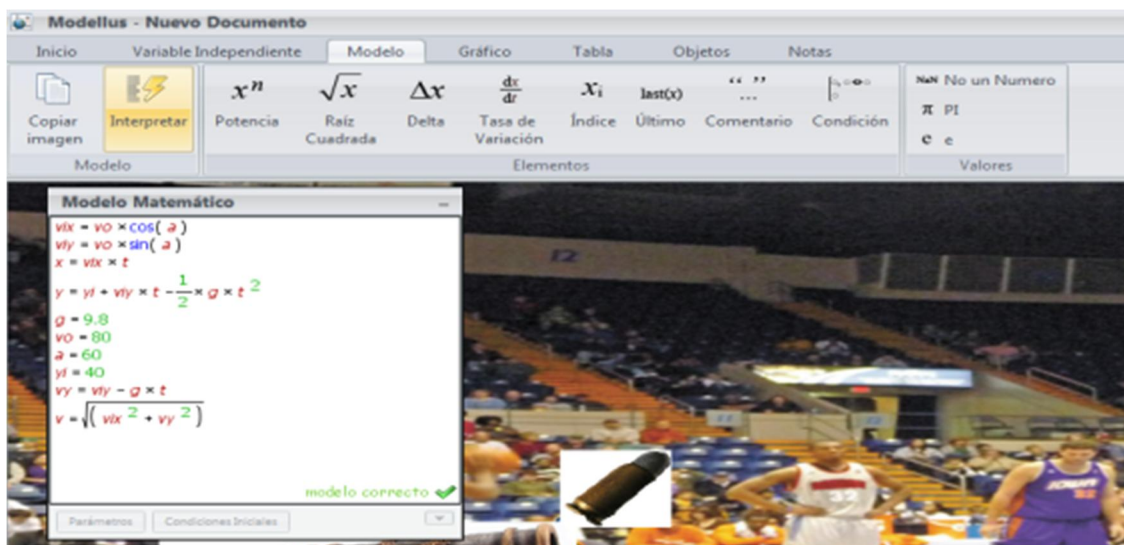 Modellus - Nuevo Documento
Inicio Variable Independiente Modelo Gráfico Tabla Objetos Notas
xⁿ √x Δx dx/dt xᵢ last(x) “ ” ... NaN No un Numero
Copiar imagen Interpretar Potencia Raíz Cuadrada Delta Tasa de Variación Índice Último Comentario Condición π PI
e e
Modelo Elementos Valores
Modelo Matemático –
vix = vo × cos( a )
viy = vo × sin( a )
x = vix × t
y = yi + viy × t - 1/2 × g × t ²
g = 9.8
vo = 80
a = 60
yi = 40
vy = viy - g × t
v = √( vix ² + vy ² )
modelo correcto
Parámetros Condiciones Iniciales
12
11
32